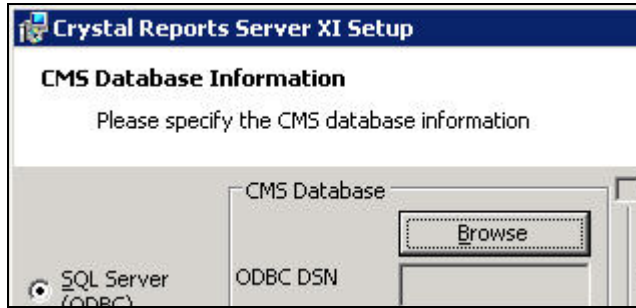 Crystal Reports Server XI Setup
CMS Database Information
Please specify the CMS database information
CMS Database
Browse
SQL Server
ODBC DSN
(ODBC)